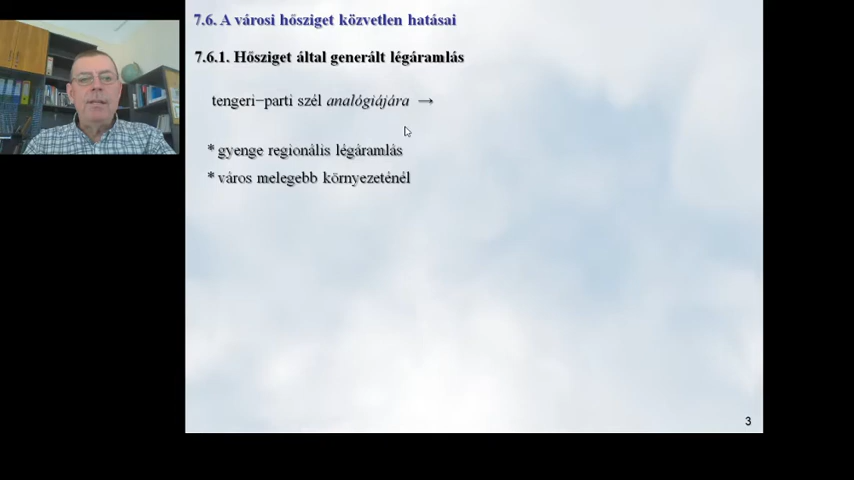 7.6. A városi hősziget közvetlen hatásai
7.6.1. Hősziget által generált légáramlás
tengeri−parti szél analógiájára →
* gyenge regionális légáramlás
* város melegebb környezeténél
3